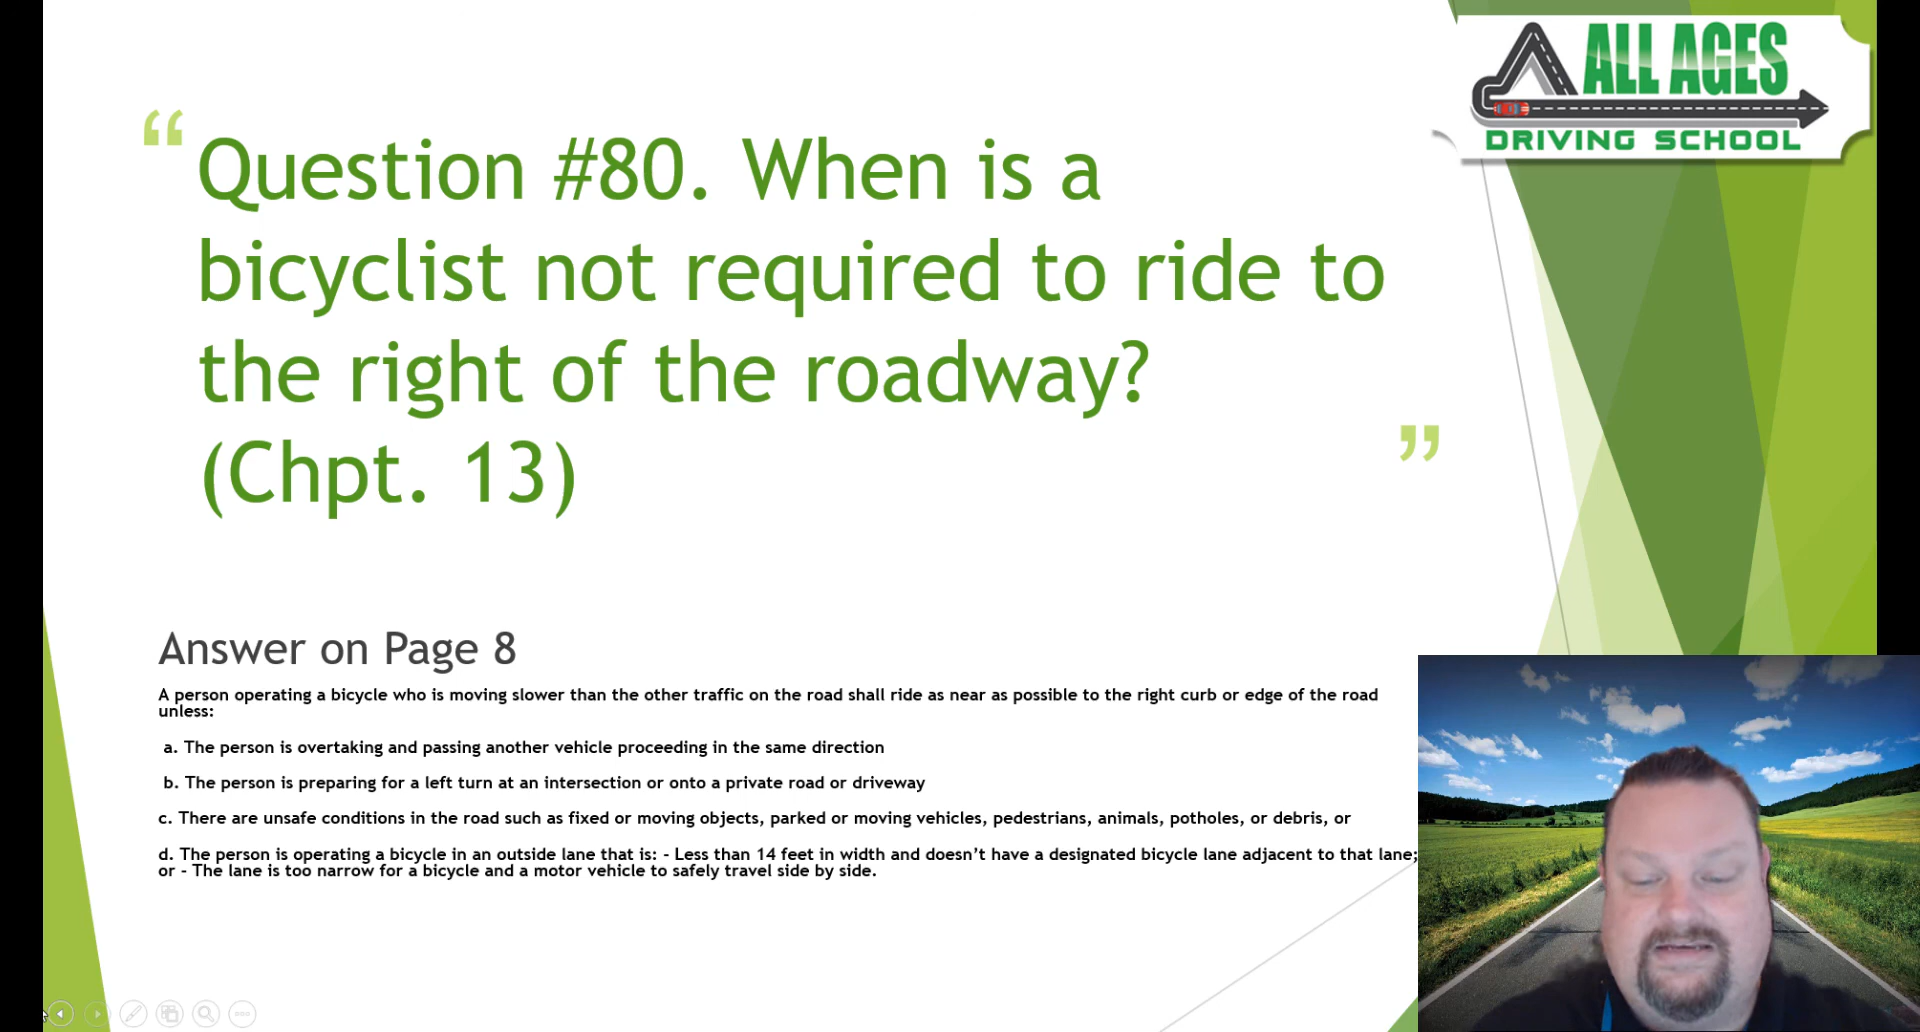 ALL AGES
DRIVING SCHOOL
“ Question #80. When is a
bicyclist not required to ride to
the right of the roadway?
(Chpt. 13) ”
Answer on Page 8
A person operating a bicycle who is moving slower than the other traffic on the road shall ride as near as possible to the right curb or edge of the road
unless:
a. The person is overtaking and passing another vehicle proceeding in the same direction
b. The person is preparing for a left turn at an intersection or onto a private road or driveway
c. There are unsafe conditions in the road such as fixed or moving objects, parked or moving vehicles, pedestrians, animals, potholes, or debris, or
d. The person is operating a bicycle in an outside lane that is: - Less than 14 feet in width and doesn’t have a designated bicycle lane adjacent to that lane;
or - The lane is too narrow for a bicycle and a motor vehicle to safely travel side by side.